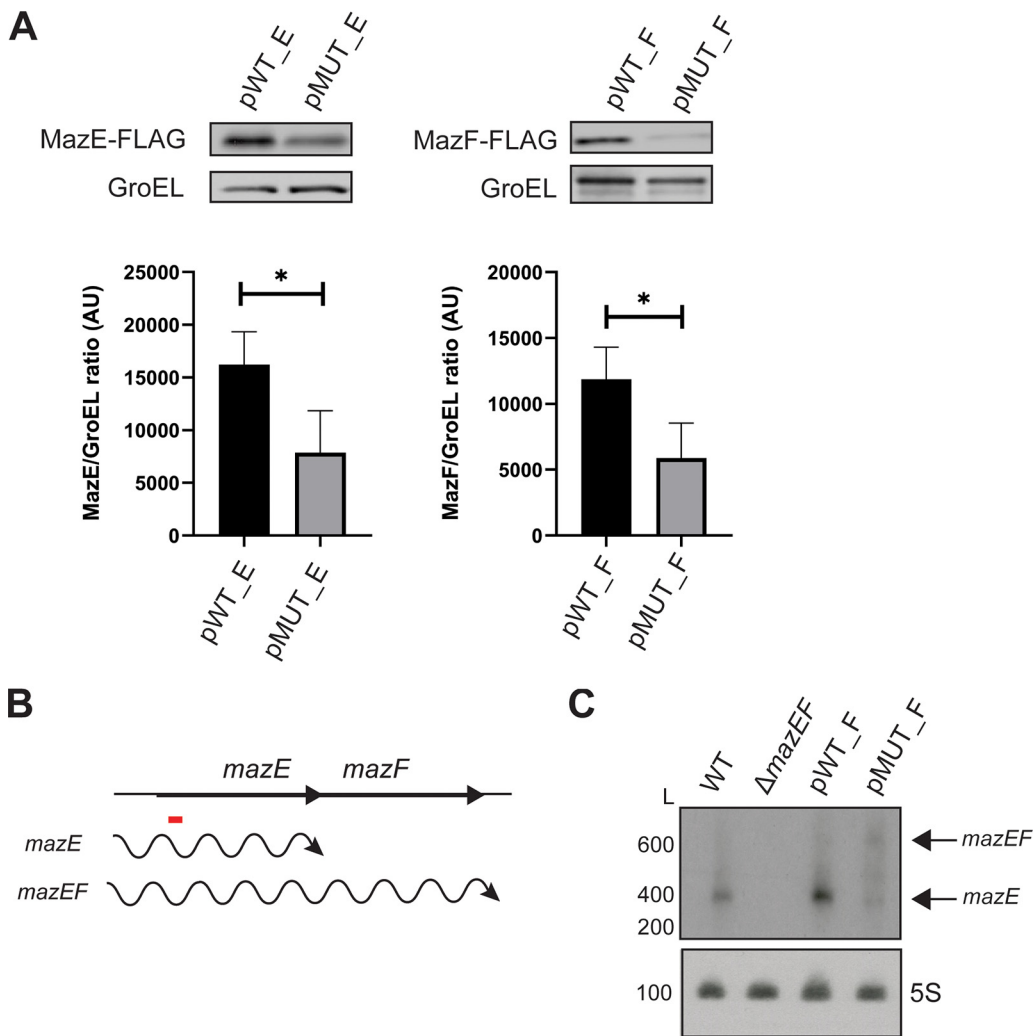 A
pWT_E
pMUT_E
MazE-FLAG
GroEL
25000
20000
15000
10000
5000
0
MazE/GroEL ratio (AU)
*
pWT_E
pMUT_E
pWT_F
pMUT_F
MazF-FLAG
GroEL
20000
15000
10000
5000
0
MazF/GroEL ratio (AU)
*
pWT_F
pMUT_F
B
mazE mazF
mazE
mazEF
C
L WT ΔmazEF pWT_F pMUT_F
600
400
200
mazEF
mazE
100
5S